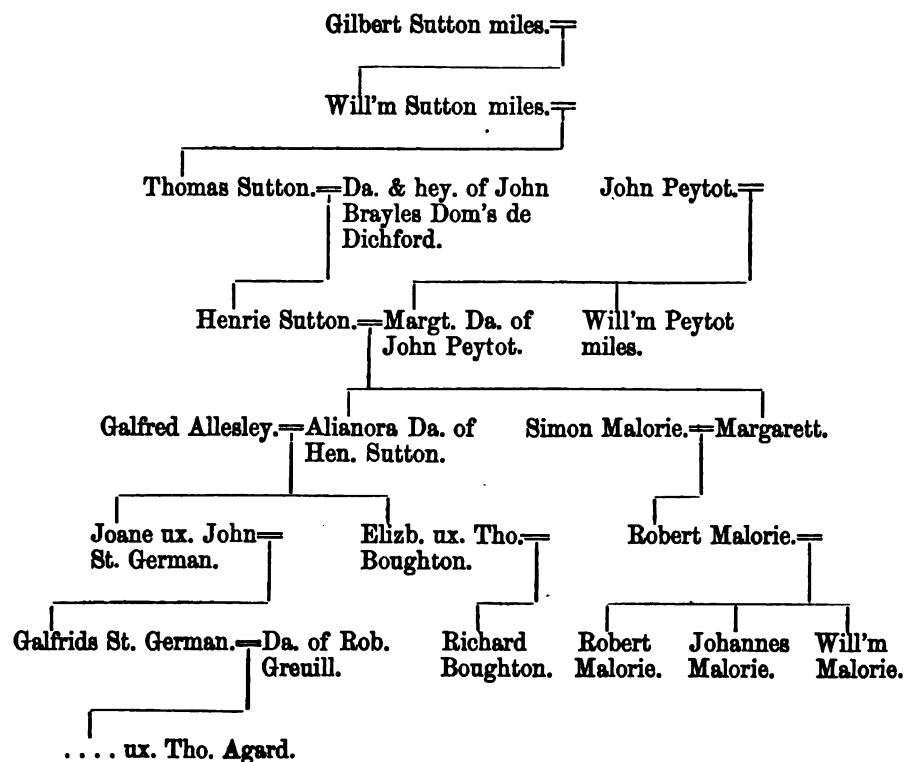 Gilbert Sutton miles.
Will'm Sutton miles.
Thomas Sutton. Da. & hey. of John John Peytot.
Brayles Dom's de
Dichford.
Henrie Sutton. Margt. Da. of Will'm Peytot
John Peytot. miles.
Galfred Allesley. Alianora Da. of Simon Malorie. Margarett.
Hen. Sutton.
Joane ux. John Elizb. ux. Tho. Robert Malorie.
St. German. Boughton.
Galfrids St. German. Da. of Rob. Richard Robert Johannes Will'm
Greuill. Boughton. Malorie. Malorie. Malorie.
. . . . ux. Tho. Agard.